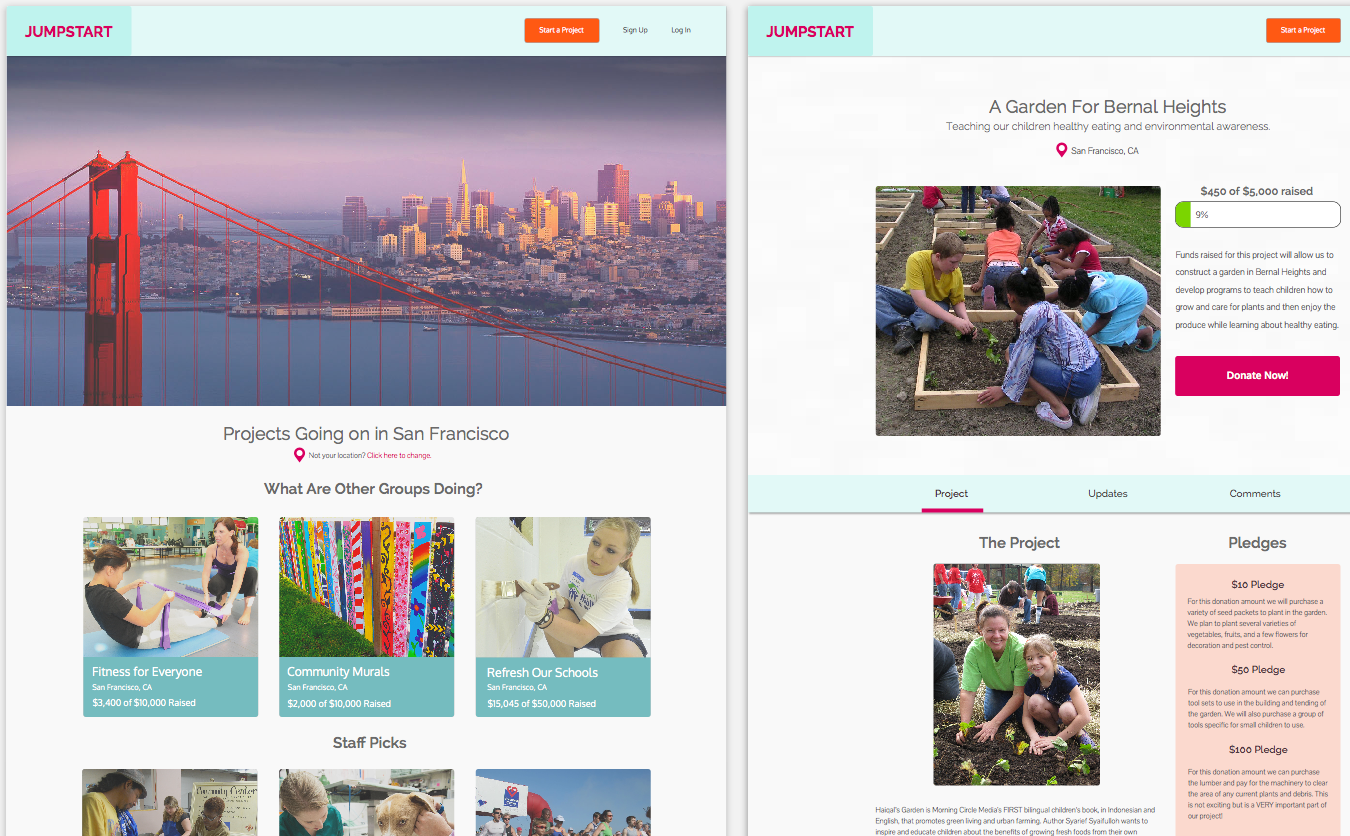 JUMPSTART
Start a Project
Sign Up
Log In
Projects Going on in San Francisco
Not your location? Click here to change.
What Are Other Groups Doing?
Fitness for Everyone
San Francisco, CA
$3,400 of $10,000 Raised
Community Murals
San Francisco, CA
$2,000 of $10,000 Raised
Refresh Our Schools
San Francisco, CA
$15,045 of $50,000 Raised
Staff Picks
Community Center
JUMPSTART
Start a Project
A Garden For Bernal Heights
Teaching our children healthy eating and environmental awareness.
San Francisco, CA
$450 of $5,000 raised
9%
Funds raised for this project will allow us to
construct a garden in Bernal Heights and
develop programs to teach children how to
grow and care for plants and then enjoy the
produce while learning about healthy eating.
Donate Now!
Project
Updates
Comments
The Project
Haiqal's Garden is Morning Circle Media's FIRST bilingual children's book, in Indonesian and
English, that promotes green living and urban farming. Author Syarief Syaifulloh wants to
inspire and educate children about the benefits of growing fresh foods from their own
Pledges
$10 Pledge
For this donation amount we will purchase a
variety of seed packets to plant in the garden.
We plan to plant several varieties of
vegetables, fruits, and a few flowers for
decoration and pest control.
$50 Pledge
For this donation amount we can purchase
tool sets to use in the building and tending of
the garden. We will also purchase a group of
tools specific for small children to use.
$100 Pledge
For this donation amount we can purchase
the lumber and pay for the machinery to clear
the area of any current plants and debris. This
is not exciting but is a VERY important part of
our project!